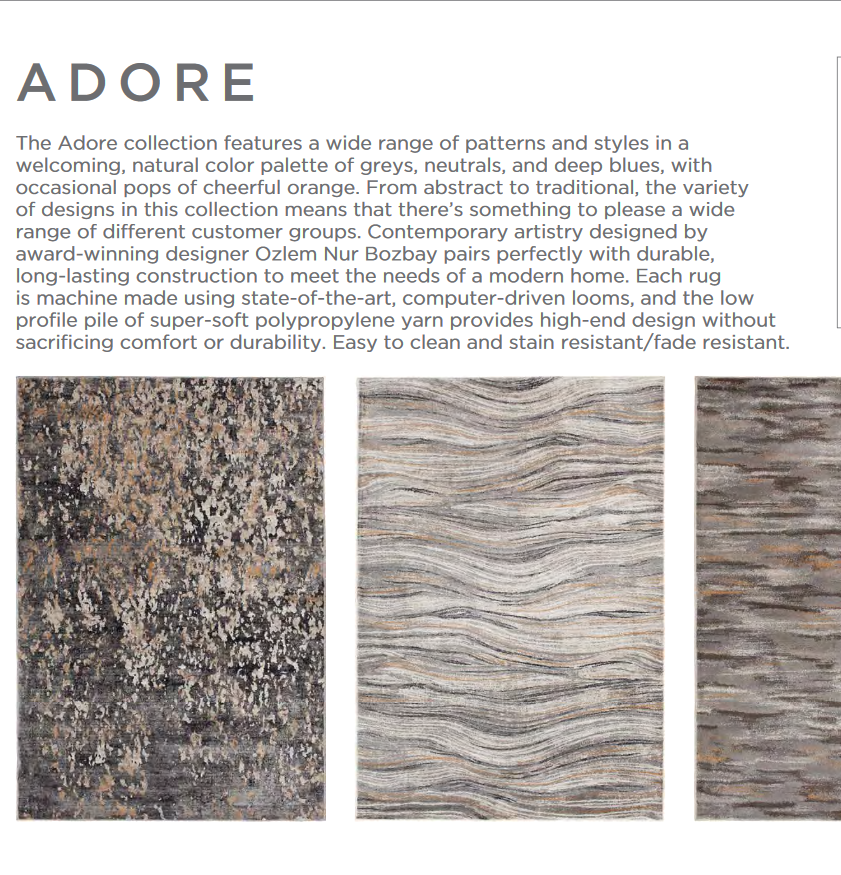 ADORE
The Adore collection features a wide range of patterns and styles in a
welcoming, natural color palette of greys, neutrals, and deep blues, with
occasional pops of cheerful orange. From abstract to traditional, the variety
of designs in this collection means that there's something to please a wide
range of different customer groups. Contemporary artistry designed by
award-winning designer Ozlem Nur Bozbay pairs perfectly with durable,
long-lasting construction to meet the needs of a modern home. Each rug
is machine made using state-of-the-art, computer-driven looms, and the low
profile pile of super-soft polypropylene yarn provides high-end design without
sacrificing comfort or durability. Easy to clean and stain resistant/fade resistant.